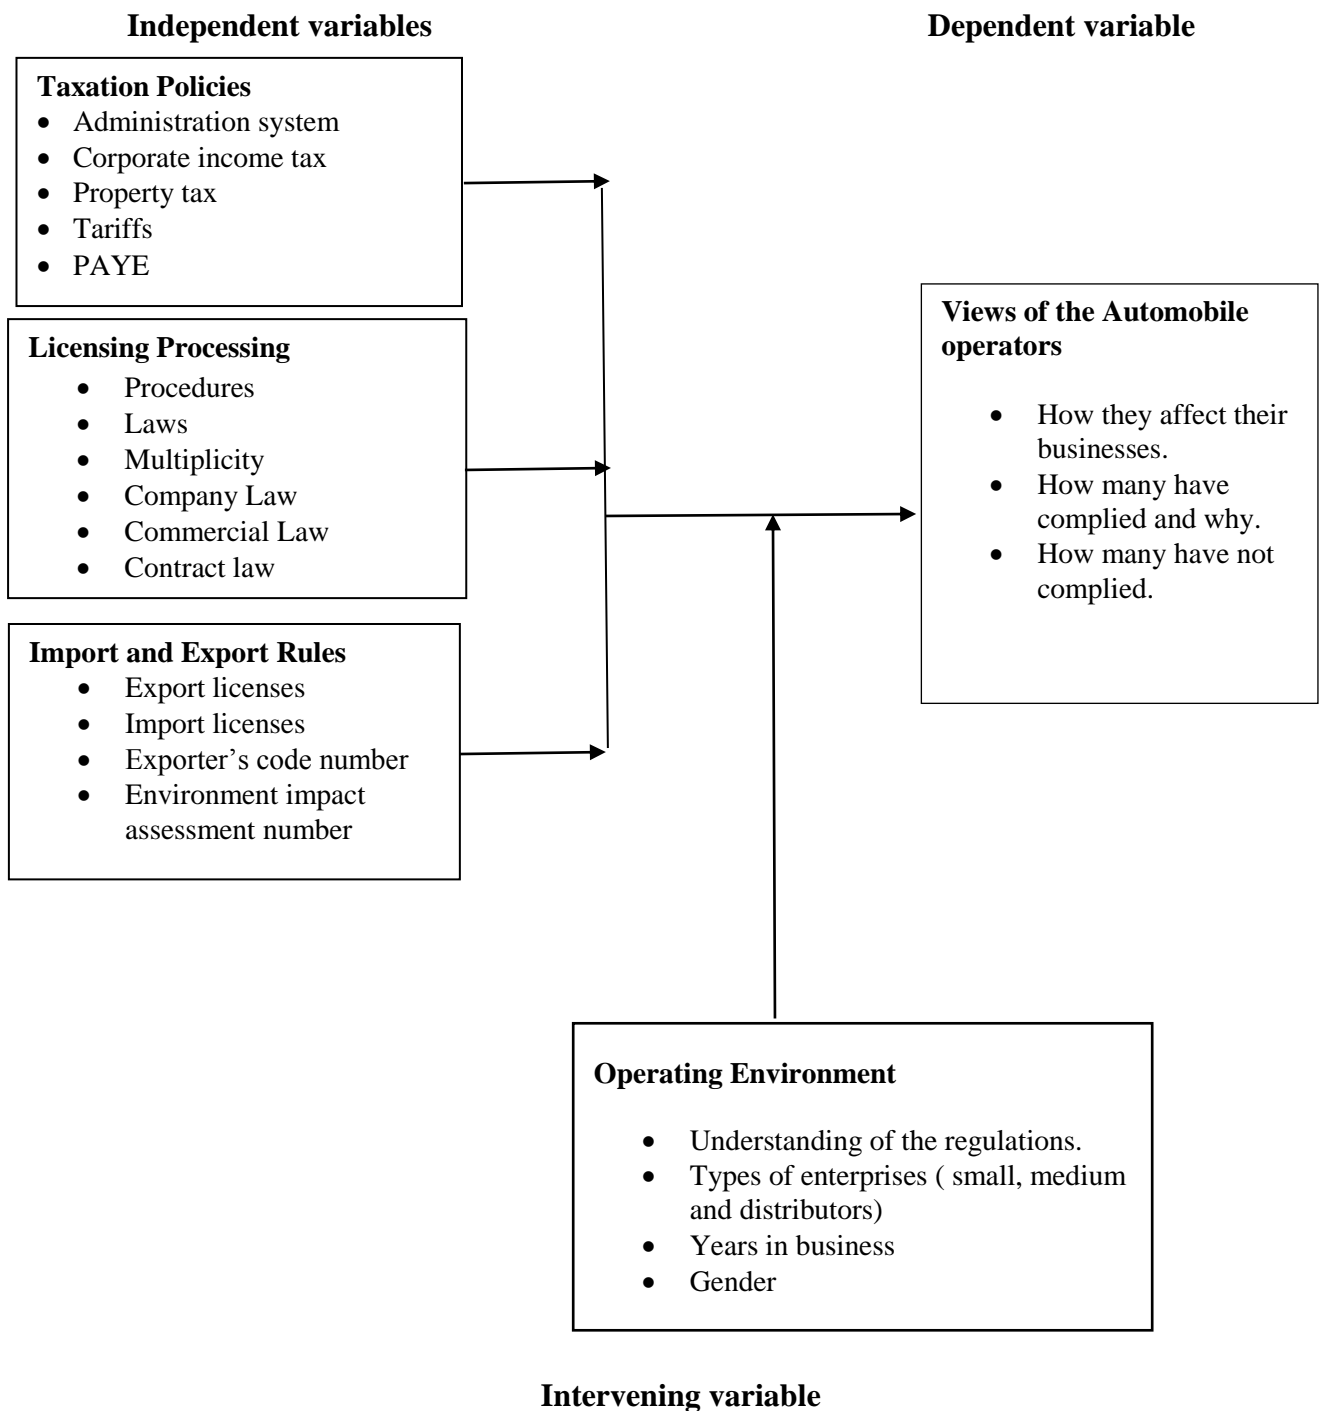 Independent variables
Dependent variable
Taxation Policies
• Administration system
• Corporate income tax
• Property tax
• Tariffs
• PAYE
Licensing Processing
• Procedures
• Laws
• Multiplicity
• Company Law
• Commercial Law
• Contract law
Import and Export Rules
• Export licenses
• Import licenses
• Exporter’s code number
• Environment impact
assessment number
Views of the Automobile
operators
• How they affect their
businesses.
• How many have
complied and why.
• How many have not
complied.
Operating Environment
• Understanding of the regulations.
• Types of enterprises ( small, medium
and distributors)
• Years in business
• Gender
Intervening variable